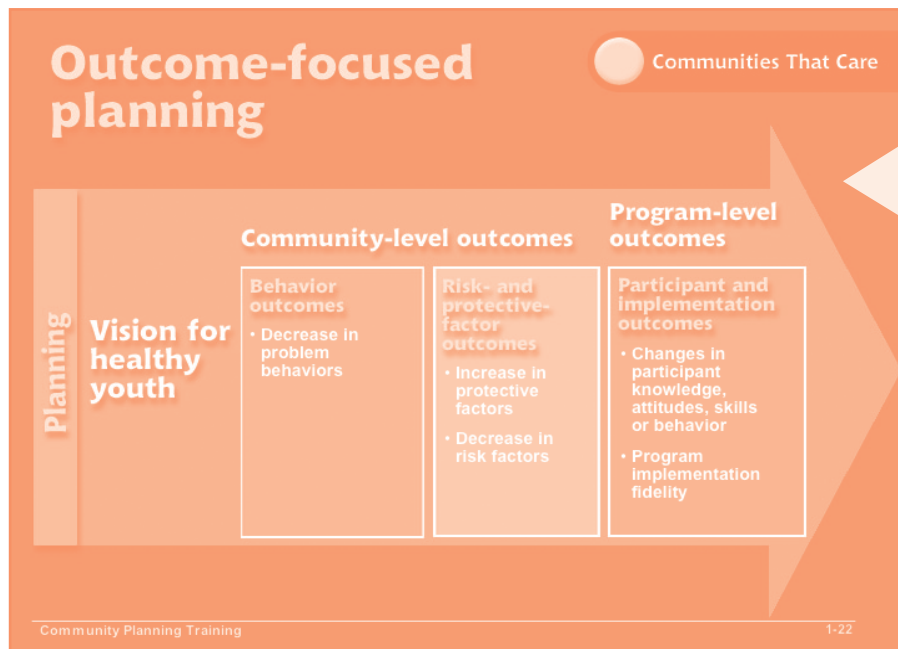 Outcome-focused
planning
Communities That Care
Planning
Vision for
healthy
youth
Community-level outcomes
Behavior
outcomes
• Decrease in
problem
behaviors
Risk- and
protective-
factor
outcomes
• Increase in
protective
factors
• Decrease in
risk factors
Program-level
outcomes
Participant and
implementation
outcomes
• Changes in
participant
knowledge,
attitudes, skills
or behavior
• Program
implementation
fidelity
Community Planning Training
1-22